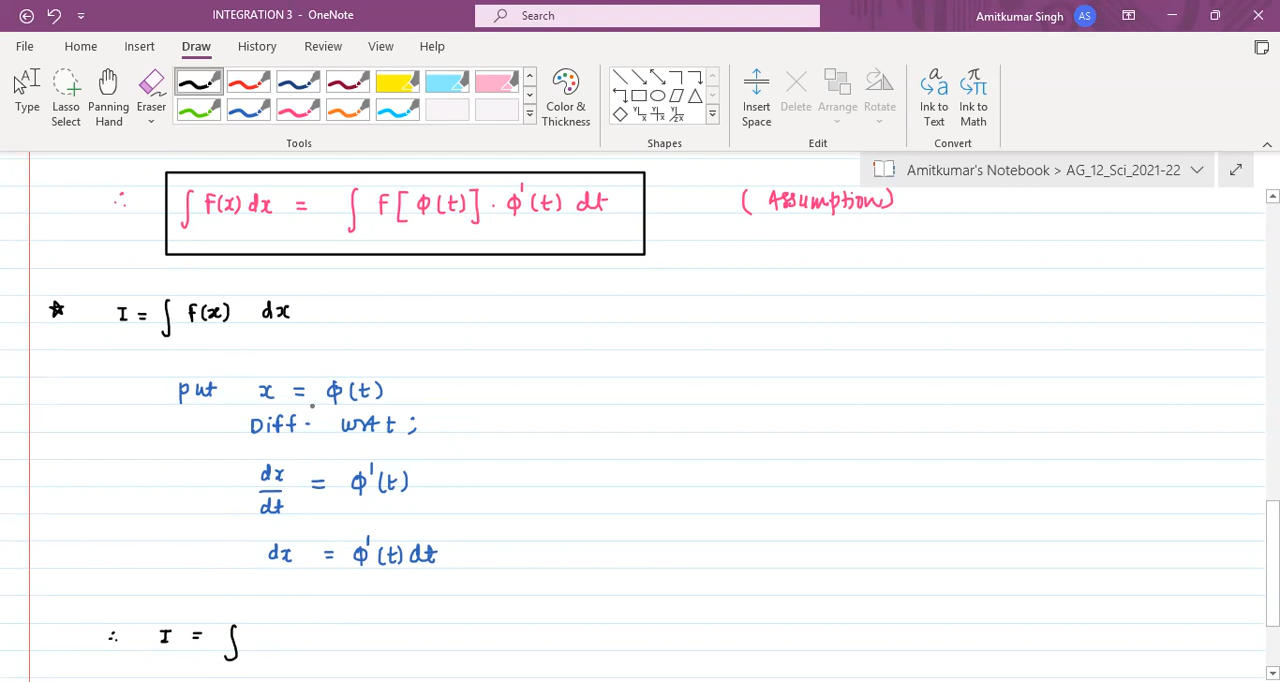 INTEGRATION 3 - OneNote
Search
Amitkumar Singh AS
File Home Insert Draw History Review View Help
Type Lasso Select Panning Hand Eraser Color & Thickness Insert Space Delete Arrange Rotate Ink to Text Ink to Math
Tools Shapes Edit Convert
Amitkumar's Notebook > AG_12_Sci_2021-22
∴ ∫ f(x) dx = ∫ f[φ(t)] · φ'(t) dt (Assumption)
☆ I = ∫ f(x) dx
put x = φ(t)
Diff. wrt t ;
dx/dt = φ'(t)
dx = φ'(t) dt
∴ I = ∫